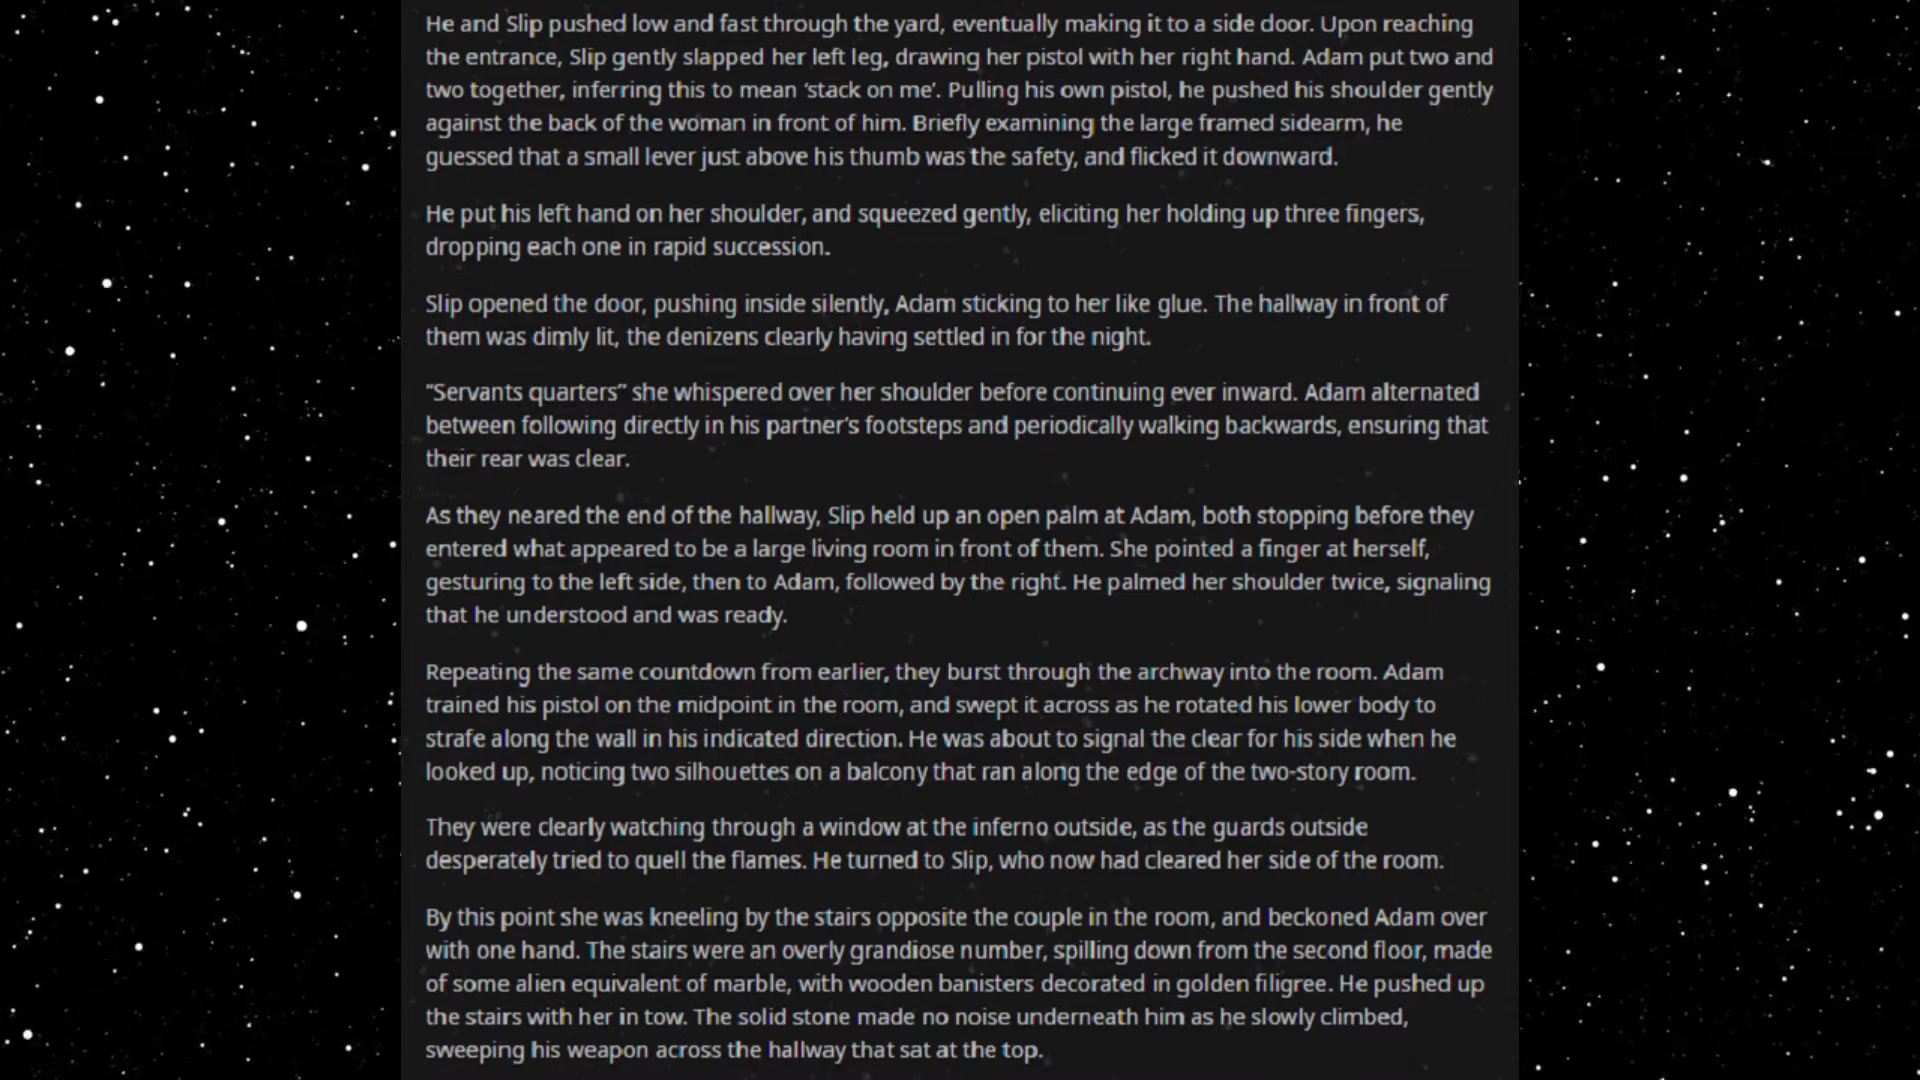 He and Slip pushed low and fast through the yard, eventually making it to a side door. Upon reaching
the entrance, Slip gently slapped her left leg, drawing her pistol with her right hand. Adam put two and
two together, inferring this to mean ‘stack on me’. Pulling his own pistol, he pushed his shoulder gently
against the back of the woman in front of him. Briefly examining the large framed sidearm, he
guessed that a small lever just above his thumb was the safety, and flicked it downward.
He put his left hand on her shoulder, and squeezed gently, eliciting her holding up three fingers,
dropping each one in rapid succession.
Slip opened the door, pushing inside silently, Adam sticking to her like glue. The hallway in front of
them was dimly lit, the denizens clearly having settled in for the night.
“Servants quarters” she whispered over her shoulder before continuing ever inward. Adam alternated
between following directly in his partner’s footsteps and periodically walking backwards, ensuring that
their rear was clear.
As they neared the end of the hallway, Slip held up an open palm at Adam, both stopping before they
entered what appeared to be a large living room in front of them. She pointed a finger at herself,
gesturing to the left side, then to Adam, followed by the right. He palmed her shoulder twice, signaling
that he understood and was ready.
Repeating the same countdown from earlier, they burst through the archway into the room. Adam
trained his pistol on the midpoint in the room, and swept it across as he rotated his lower body to
strafe along the wall in his indicated direction. He was about to signal the clear for his side when he
looked up, noticing two silhouettes on a balcony that ran along the edge of the two-story room.
They were clearly watching through a window at the inferno outside, as the guards outside
desperately tried to quell the flames. He turned to Slip, who now had cleared her side of the room.
By this point she was kneeling by the stairs opposite the couple in the room, and beckoned Adam over
with one hand. The stairs were an overly grandiose number, spilling down from the second floor, made
of some alien equivalent of marble, with wooden banisters decorated in golden filigree. He pushed up
the stairs with her in tow. The solid stone made no noise underneath him as he slowly climbed,
sweeping his weapon across the hallway that sat at the top.